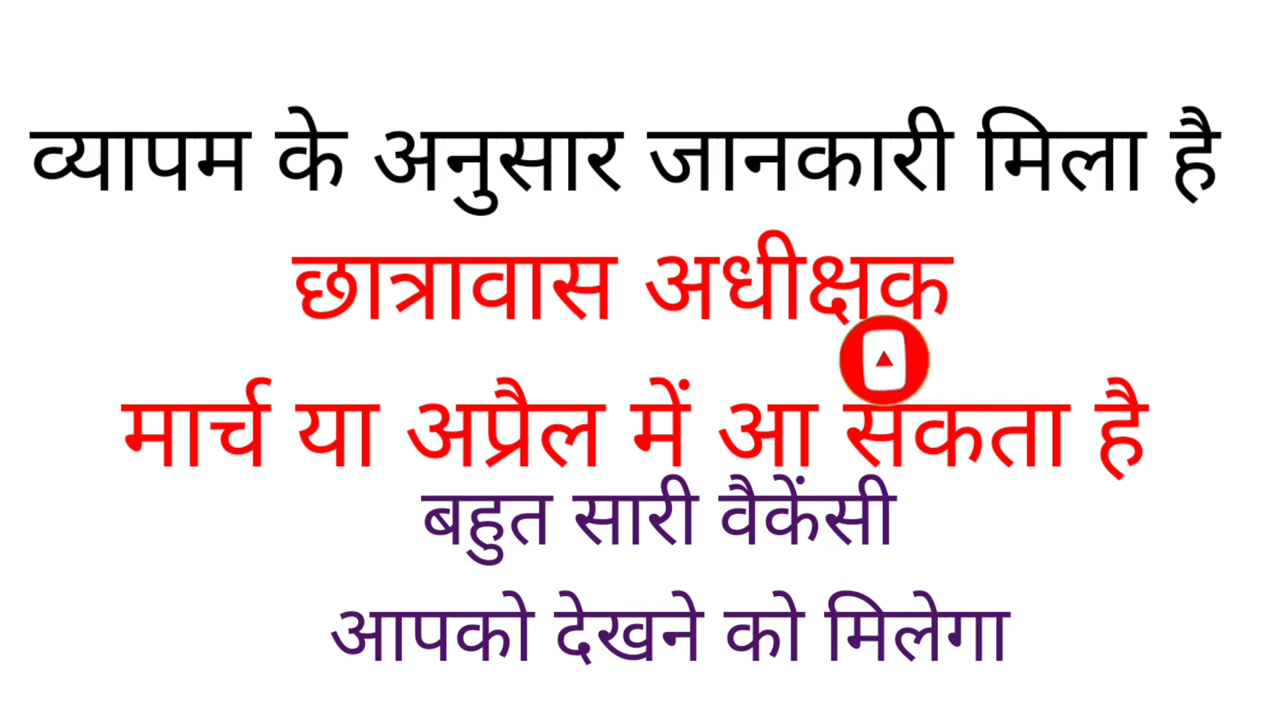 व्यापम के अनुसार जानकारी मिला है
छात्रावास अधीक्षक
मार्च या अप्रैल में आ सकता है
बहुत सारी वैकेंसी
आपको देखने को मिलेगा